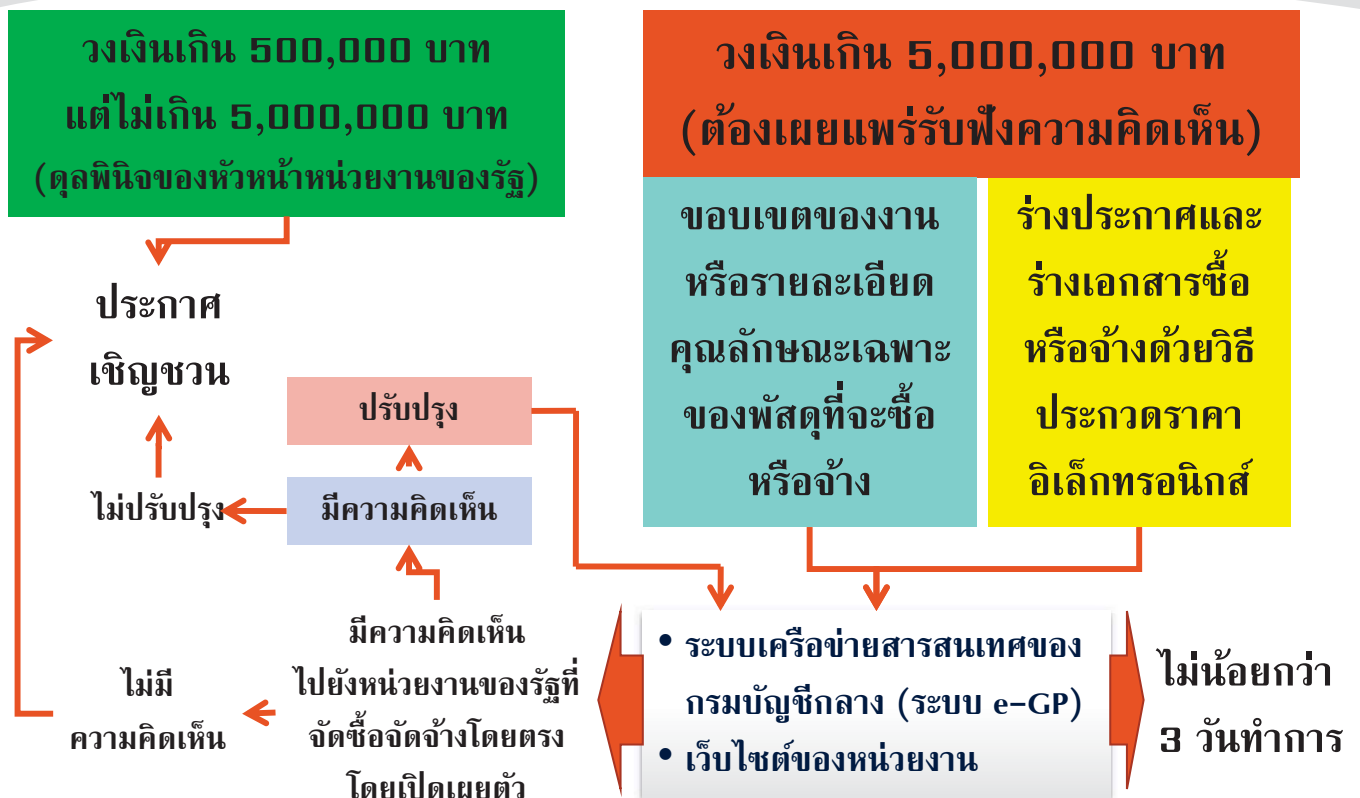 วงเงินเกิน 500,000 บาท
แต่ไม่เกิน 5,000,000 บาท
(ดุลพินิจของหัวหน้าหน่วยงานของรัฐ)
วงเงินเกิน 5,000,000 บาท
(ต้องเผยแพร่รับฟังความคิดเห็น)
ขอบเขตของงาน
หรือรายละเอียด
คุณลักษณะเฉพาะ
ของพัสดุที่จะซื้อ
หรือจ้าง
ร่างประกาศและ
ร่างเอกสารซื้อ
หรือจ้างด้วยวิธี
ประกวดราคา
อิเล็กทรอนิกส์
ประกาศ
เชิญชวน
ปรับปรุง
ไม่ปรับปรุง
มีความคิดเห็น
มีความคิดเห็น
ไปยังหน่วยงานของรัฐที่
จัดซื้อจัดจ้างโดยตรง
โดยเปิดเผยตัว
ไม่มี
ความคิดเห็น
• ระบบเครือข่ายสารสนเทศของ
กรมบัญชีกลาง (ระบบ e-GP)
• เว็บไซต์ของหน่วยงาน
ไม่น้อยกว่า
3 วันทำการ